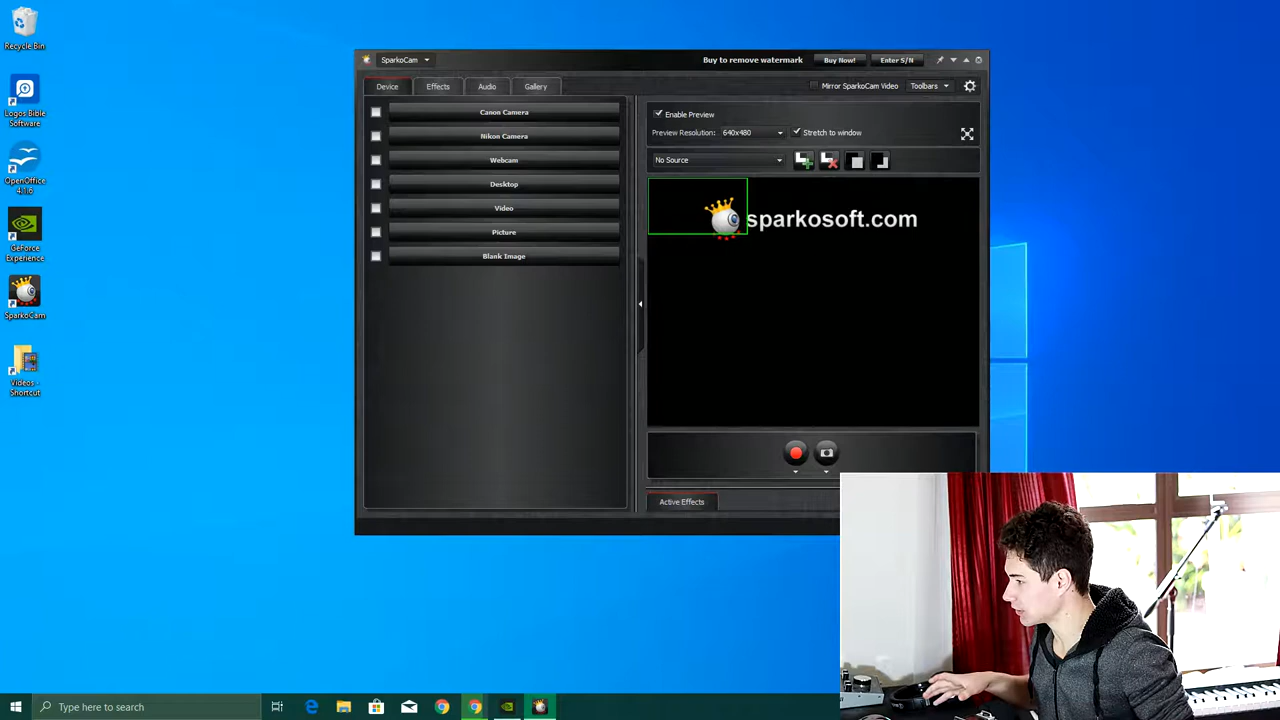 Recycle Bin
Logos Bible
Software
OpenOffice
4.1.6
GeForce
Experience
SparkoCam
Videos -
Shortcut
SparkoCam
Buy to remove watermark
Buy Now!
Enter S/N
Device
Effects
Audio
Gallery
Mirror SparkoCam Video
Toolbars
Canon Camera
Nikon Camera
Webcam
Desktop
Video
Picture
Blank Image
Enable Preview
Preview Resolution: 640x480
Stretch to window
No Source
sparkosoft.com
Active Effects
Type here to search